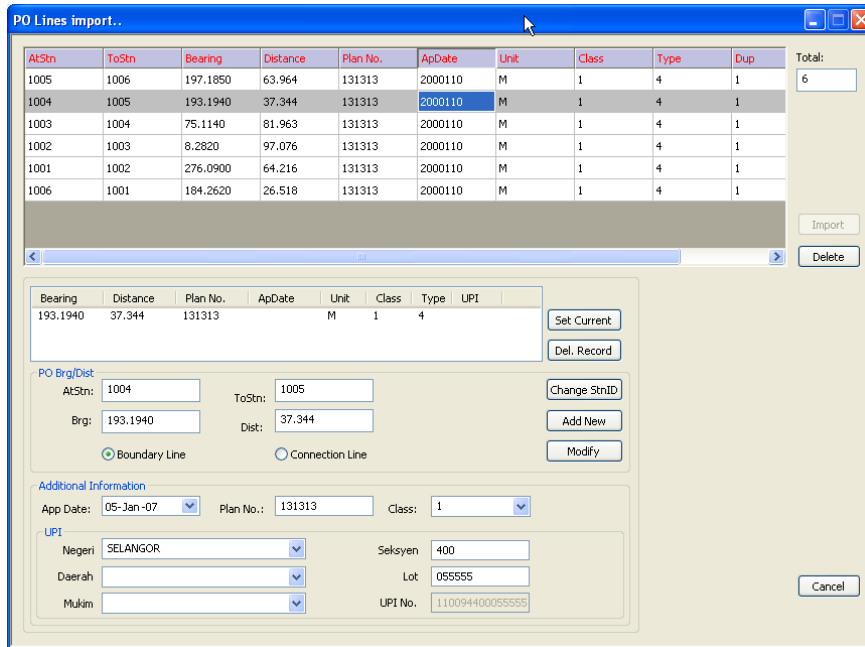 PO Lines import..
AtStn ToStn Bearing Distance Plan No. ApDate Unit Class Type Dup Total:
1005 1006 197.1850 63.964 131313 2000110 M 1 4 1 6
1004 1005 193.1940 37.344 131313 2000110 M 1 4 1
1003 1004 75.1140 81.963 131313 2000110 M 1 4 1
1002 1003 8.2820 97.076 131313 2000110 M 1 4 1
1001 1002 276.0900 64.216 131313 2000110 M 1 4 1
1006 1001 184.2620 26.518 131313 2000110 M 1 4 1
Import
Delete
Bearing Distance Plan No. ApDate Unit Class Type UPI
193.1940 37.344 131313 M 1 4
Set Current
Del. Record
PO Brg/Dist
AtStn: 1004 ToStn: 1005 Change StnID
Brg: 193.1940 Dist: 37.344 Add New
Boundary Line Connection Line Modify
Additional Information
App Date: 05-Jan-07 Plan No.: 131313 Class: 1
UPI
Negeri SELANGOR Seksyen 400
Daerah Lot 055555
Mukim UPI No. 110094400055555
Cancel